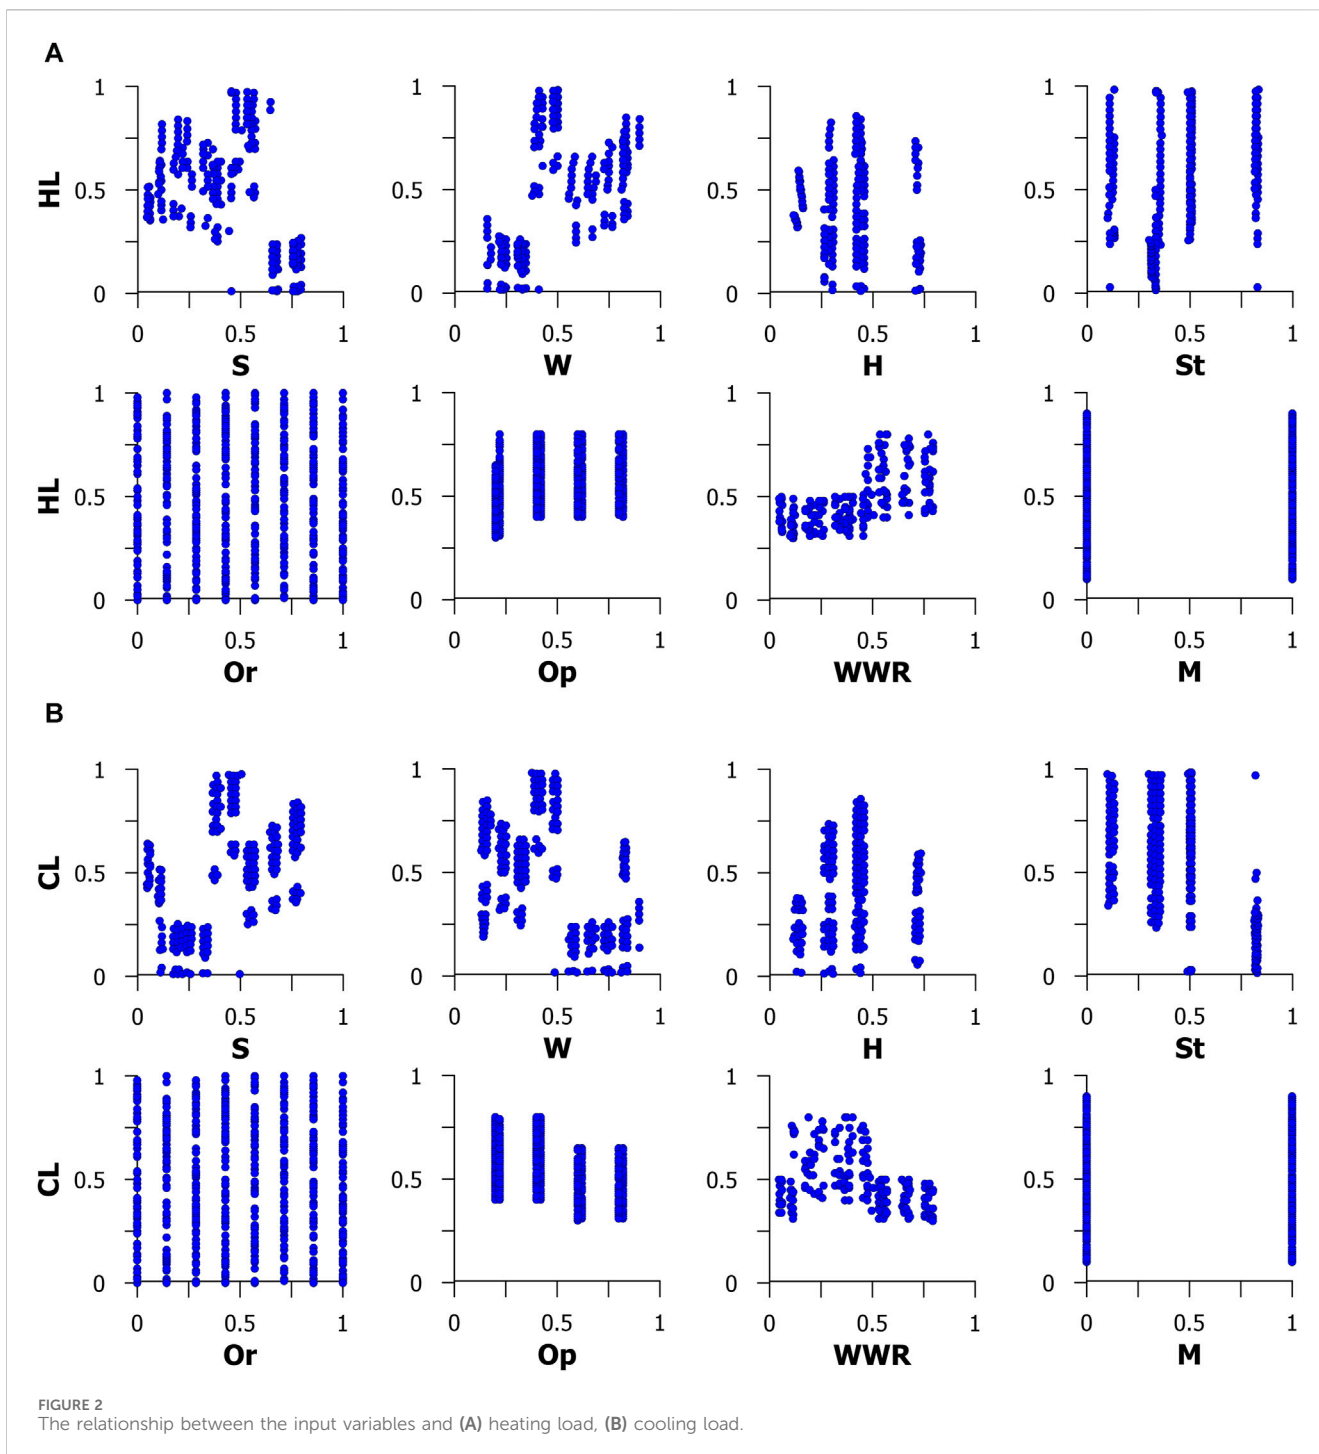 A
1 1 1 1
HL 0.5 0.5 0.5 0.5
0 0 0 0
0 0.5 1 0 0.5 1 0 0.5 1 0 0.5 1
S W H St
1 1 1 1
HL 0.5 0.5 0.5 0.5
0 0 0 0
0 0.5 1 0 0.5 1 0 0.5 1 0 0.5 1
Or Op WWR M
B
1 1 1 1
CL 0.5 0.5 0.5 0.5
0 0 0 0
0 0.5 1 0 0.5 1 0 0.5 1 0 0.5 1
S W H St
1 1 1 1
CL 0.5 0.5 0.5 0.5
0 0 0 0
0 0.5 1 0 0.5 1 0 0.5 1 0 0.5 1
Or Op WWR M
FIGURE 2
The relationship between the input variables and (A) heating load, (B) cooling load.